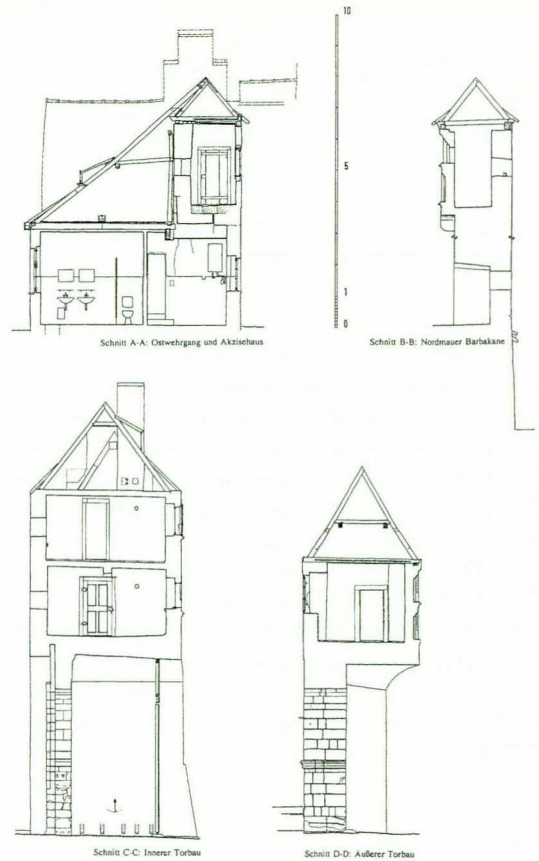 10
5
1
0
Schnitt A-A: Ostwehrgang und Akzisehaus
Schnitt B-B: Nordmauer Barbakane
Schnitt C-C: Innerer Torbau
Schnitt D-D: Äußerer Torbau